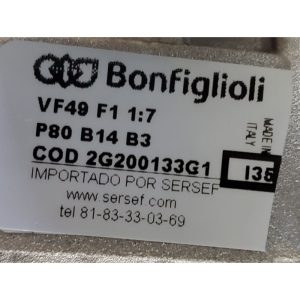 Bonfiglioli
VF49 F1 1:7
P80 B14 B3
COD 2G200133G1
MADE IN
ITALY
I35
IMPORTADO POR SERSEF
www.sersef.com
tel 81-83-33-03-69